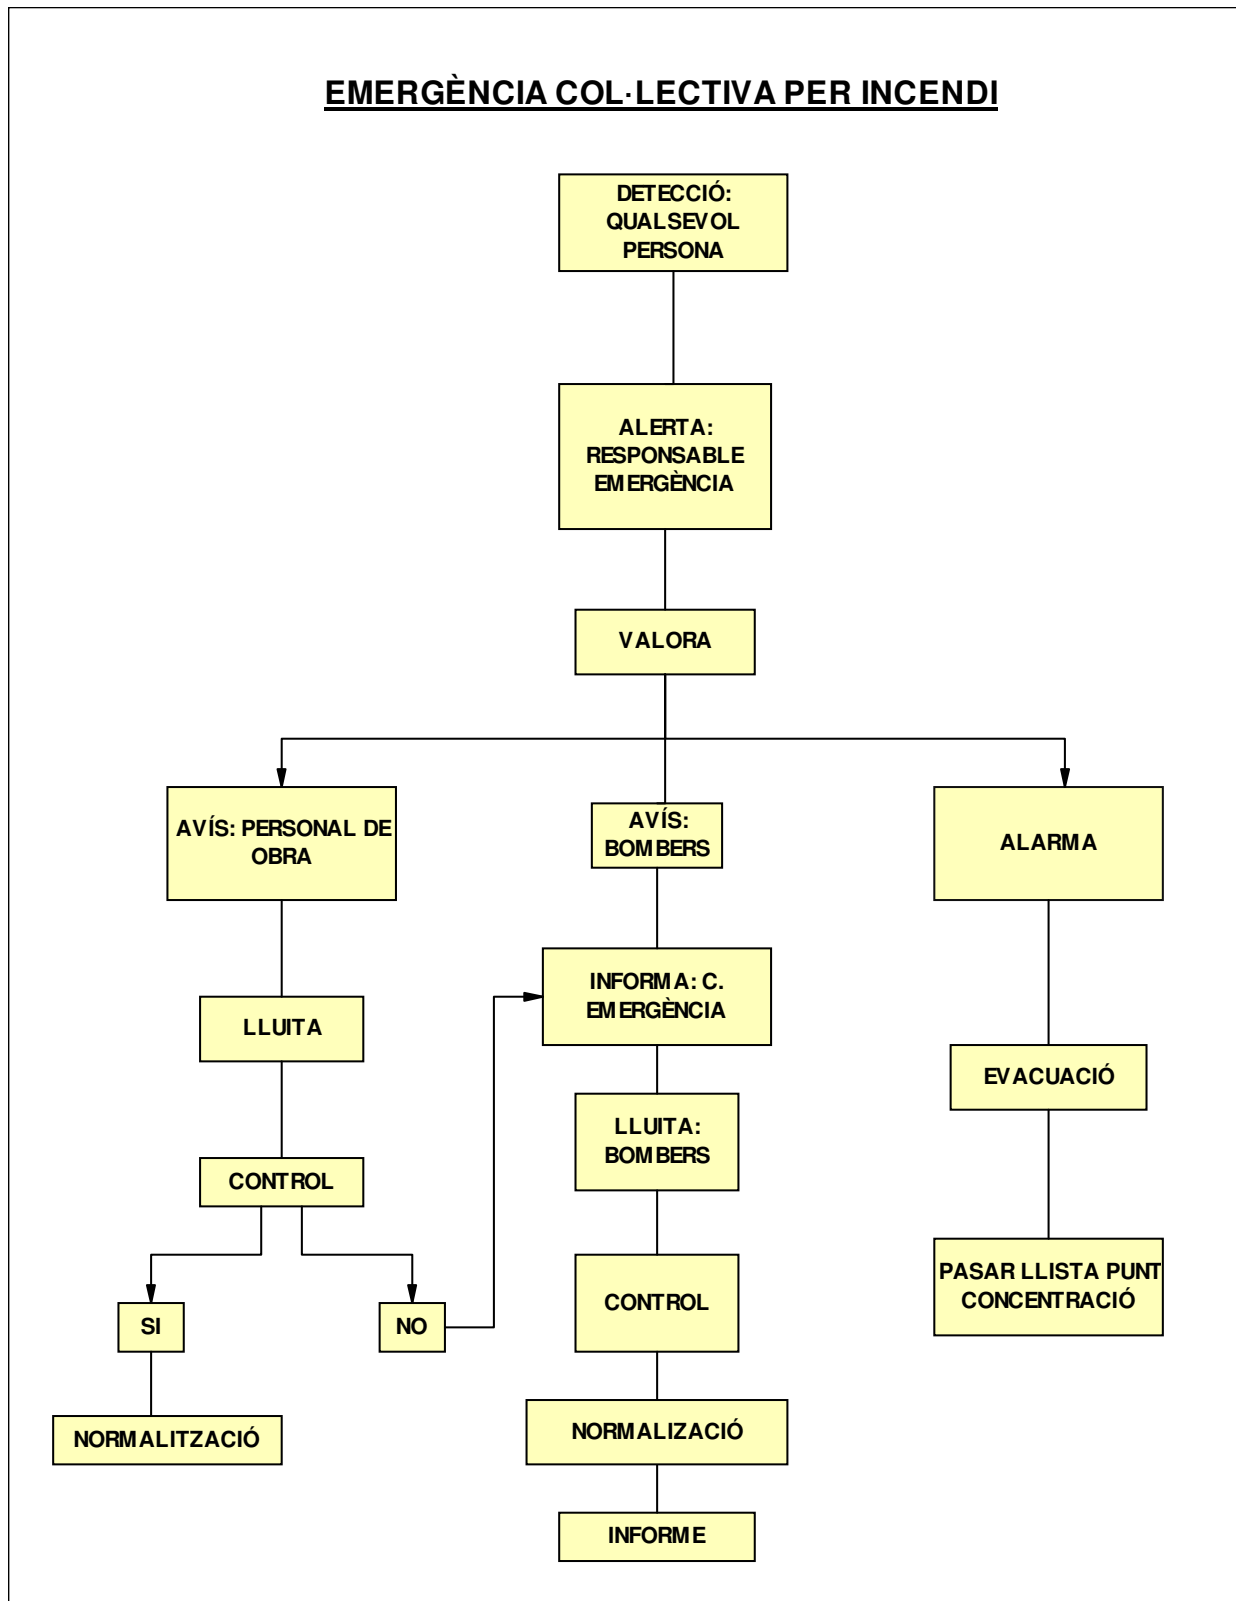 EMERGÈNCIA COL·LECTIVA PER INCENDI
DETECCIÓ:
QUALSEVOL
PERSONA
ALERTA:
RESPONSABLE
EMERGÈNCIA
VALORA
AVÍS: PERSONAL DE
OBRA
AVÍS:
BOMBERS
ALARMA
LLUITA
INFORMA: C.
EMERGÈNCIA
EVACUACIÓ
CONTROL
LLUITA:
BOMBERS
SI
NO
CONTROL
PASAR LLISTA PUNT
CONCENTRACIÓ
NORMALITZACIÓ
NORMALIZACIÓ
INFORME